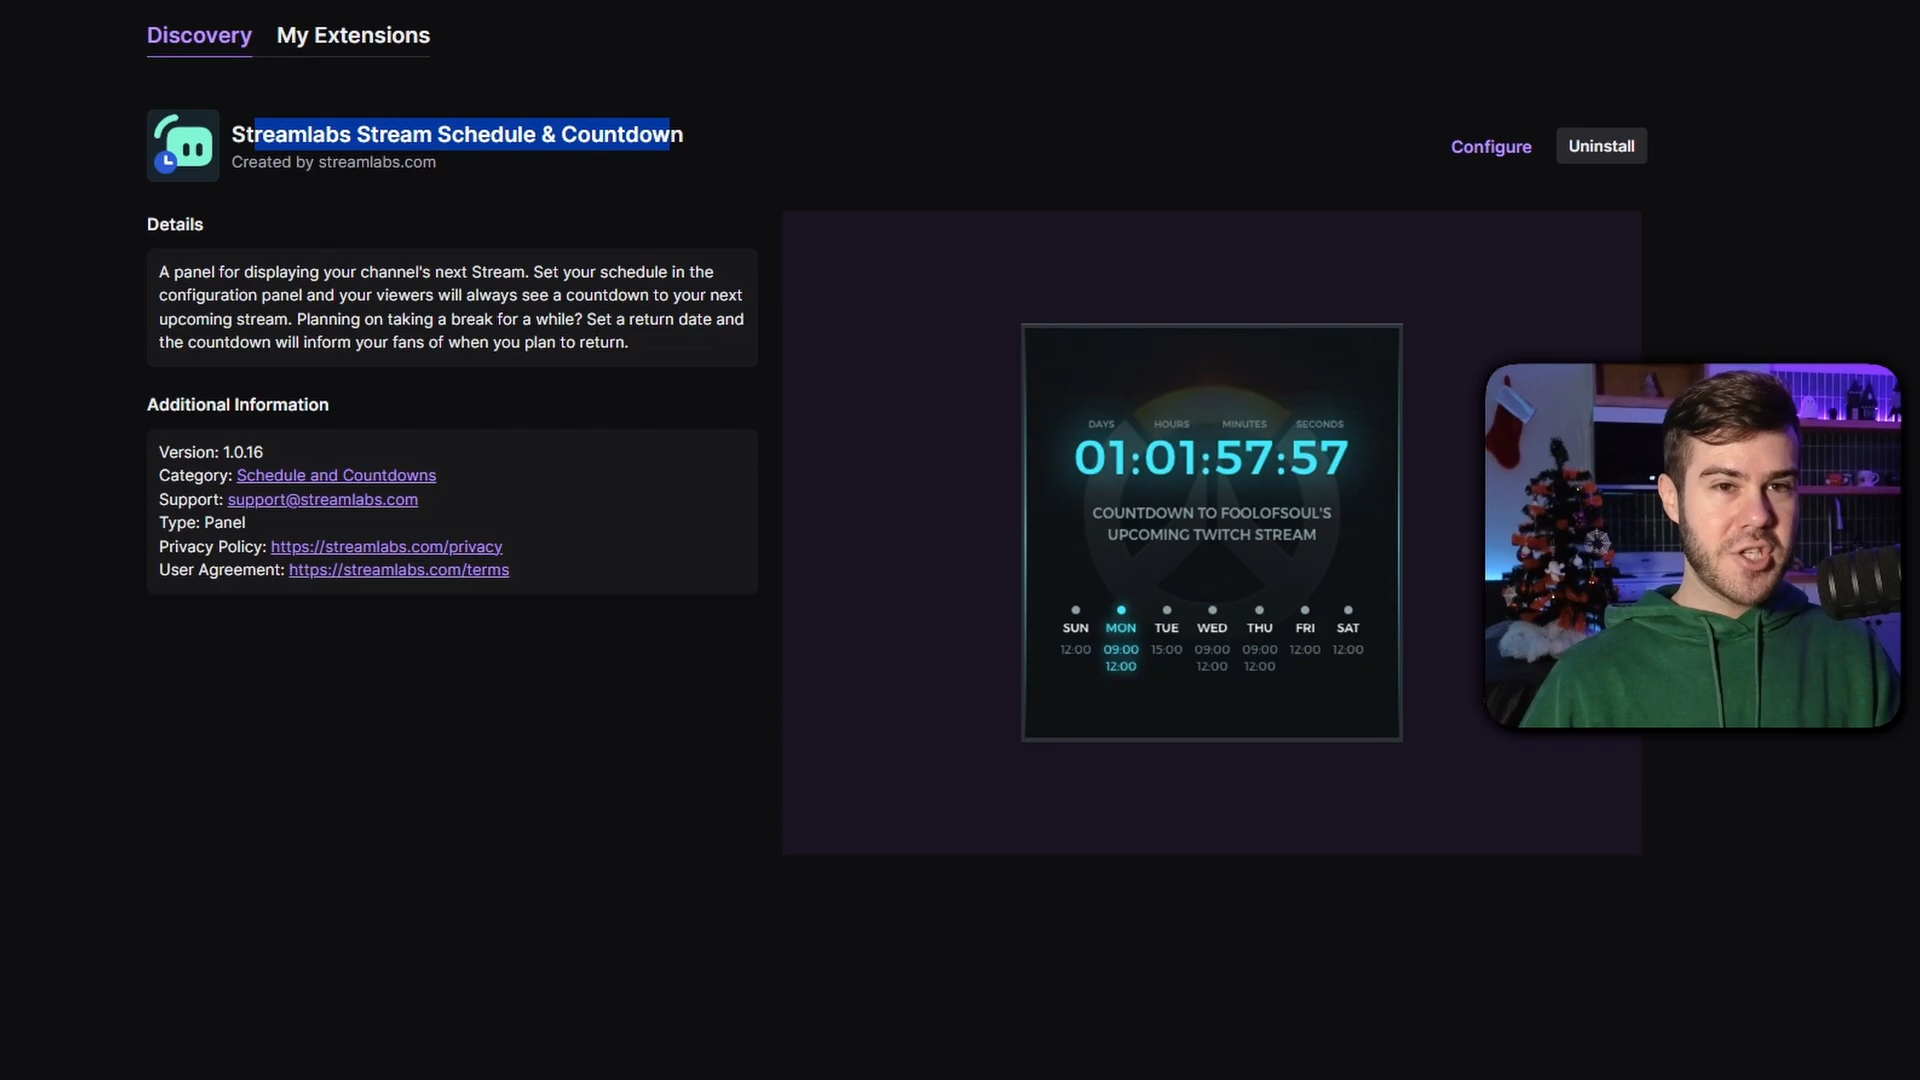 Discovery My Extensions
Streamlabs Stream Schedule & Countdown
Created by streamlabs.com
Configure
Uninstall
Details
A panel for displaying your channel's next Stream. Set your schedule in the
configuration panel and your viewers will always see a countdown to your next
upcoming stream. Planning on taking a break for a while? Set a return date and
the countdown will inform your fans of when you plan to return.
Additional Information
Version: 1.0.16
Category: Schedule and Countdowns
Support: support@streamlabs.com
Type: Panel
Privacy Policy: https://streamlabs.com/privacy
User Agreement: https://streamlabs.com/terms
DAYS HOURS MINUTES SECONDS
01:01:57:57
COUNTDOWN TO FOOLOFSOUL'S
UPCOMING TWITCH STREAM
SUN MON TUE WED THU FRI SAT
12:00 09:00 15:00 09:00 09:00 12:00 12:00
12:00 12:00 12:00